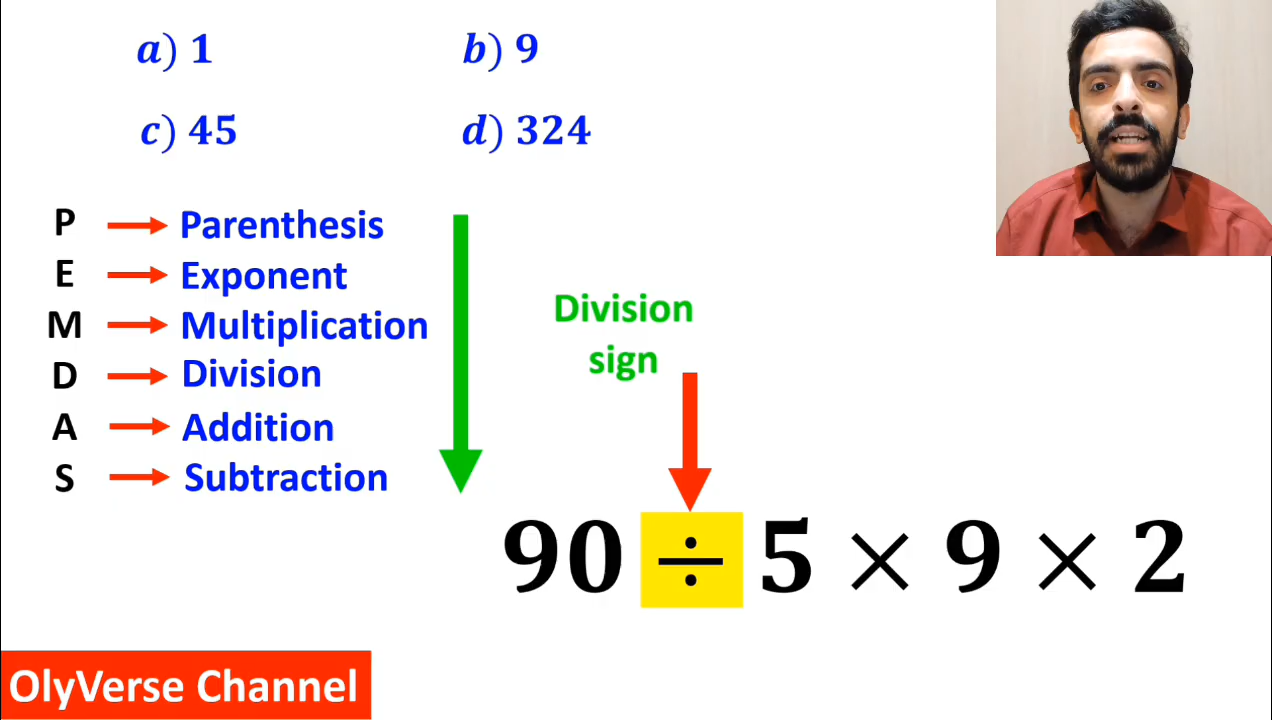 a) 1 b) 9
c) 45 d) 324
P Parenthesis
E Exponent
M Multiplication
D Division
A Addition
S Subtraction
Division
sign
90 ÷ 5 × 9 × 2
OlyVerse Channel